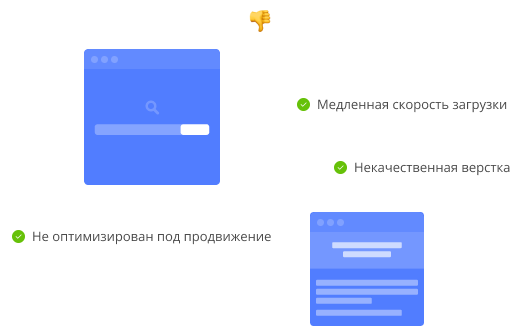 Медленная скорость загрузки
Некачественная верстка
Не оптимизирован под продвижение